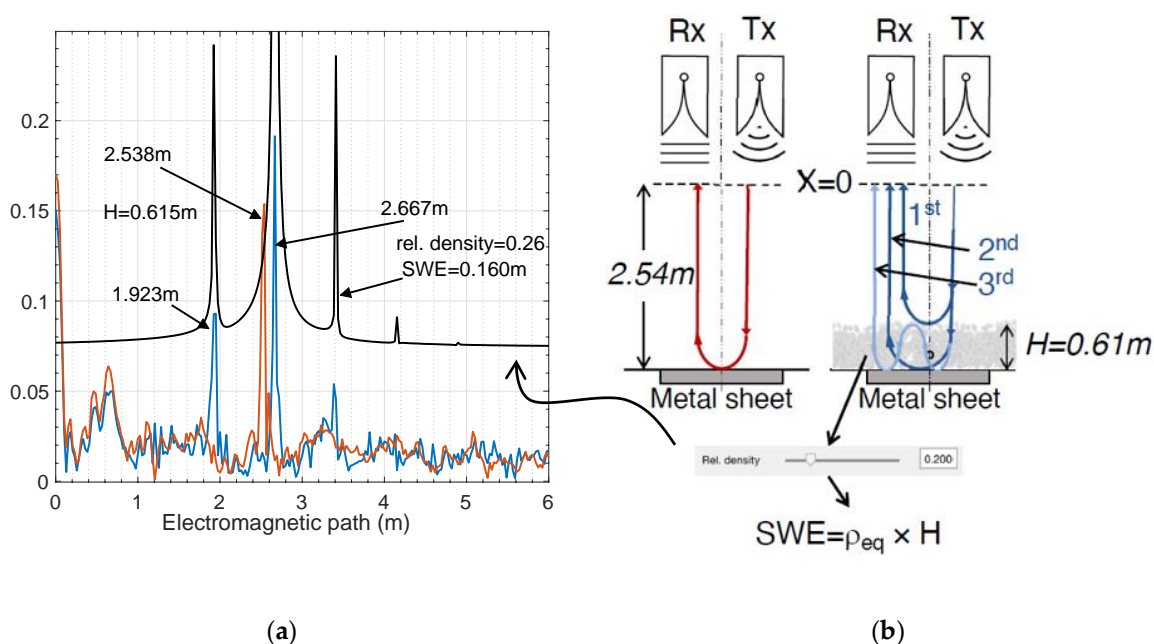 0.2
0.15
0.1
0.05
0
0 1 2 3 4 5 6
Electromagnetic path (m)
2.538m
H=0.615m
2.667m
rel. density=0.26
SWE=0.160m
1.923m
(a)
Rx Tx Rx Tx
X=0
1st
2nd
3rd
2.54m
H=0.61m
Metal sheet Metal sheet
Rel. density 0.200
SWE=ρeq × H
(b)